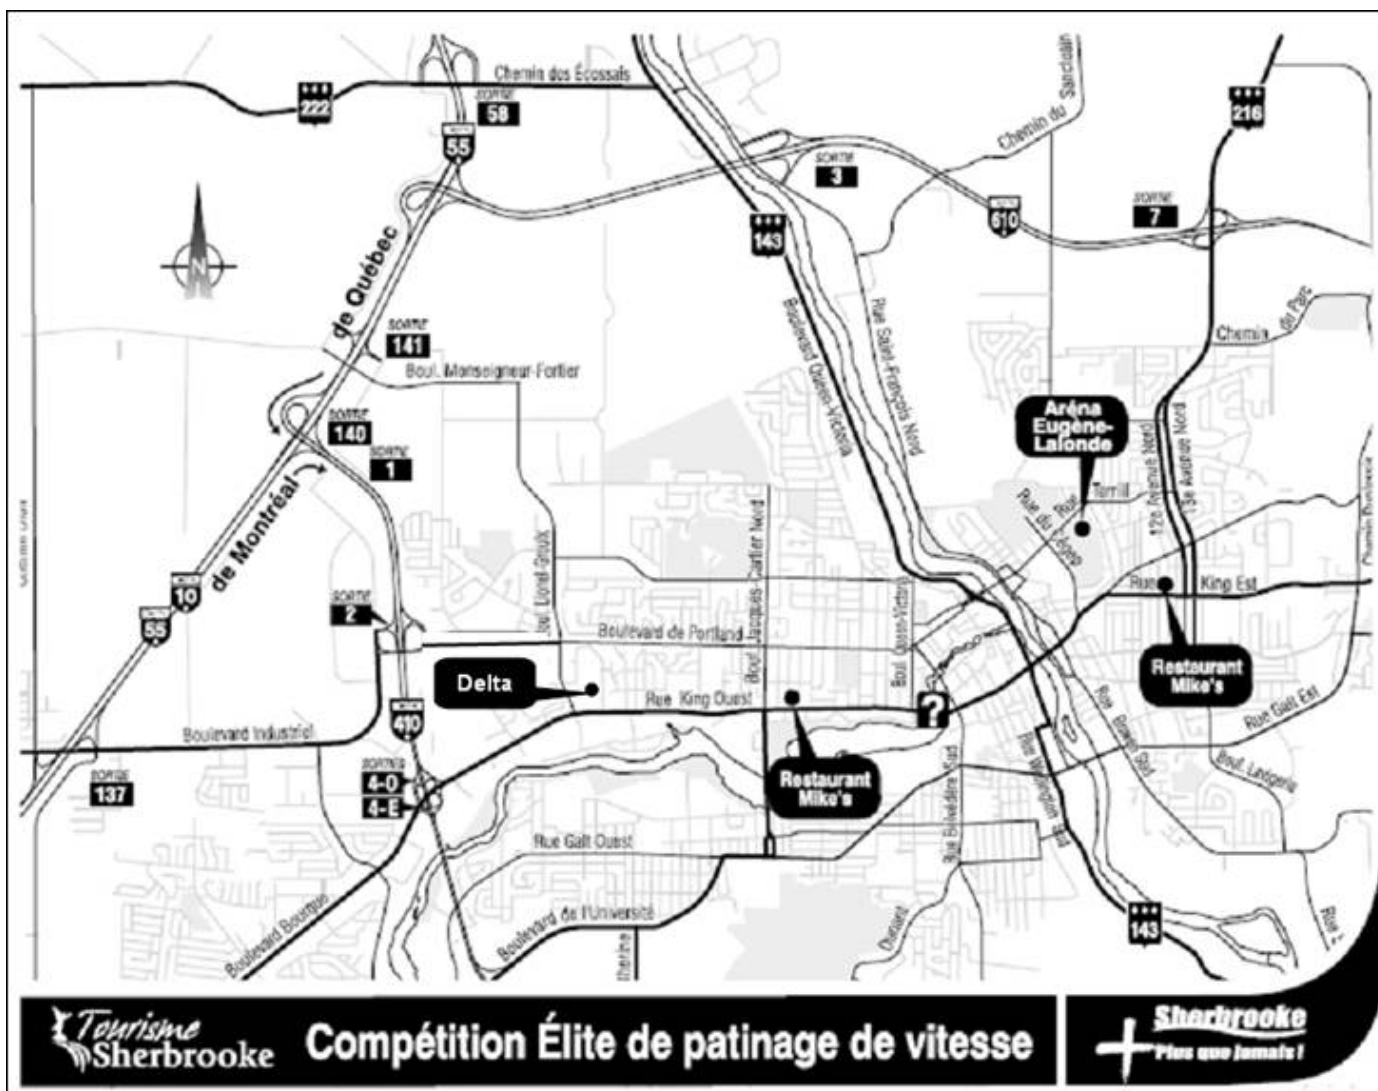 Chemin des Écossais
222
SORTIE
58
55
SORTIE
3
Chemin du Sanctuaire
216
610
SORTIE
7
143
de Québec
SORTIE
141
Boul. Monseigneur-Fortier
Boulevard Queen-Victoria
Rue Saint-François Nord
Chemin du Parc
SORTIE
140
SORTIE
1
de Montréal
Aréna
Eugène-
Lalonde
Rue Terrill
Rue du Cégep
12e Avenue Nord
13e Avenue Nord
10
55
SORTIE
2
Boul. Lionel-Groulx
Boul. Jacques-Cartier Nord
Boulevard de Portland
Boul. Queen-Victoria
Rue King Est
Restaurant
Mike's
Delta
Rue King Ouest
?
410
Boulevard Industriel
SORTIE
137
SORTIES
4-O
4-E
Restaurant
Mike's
Rue Belvédère Sud
Rue Wellington Sud
Rue Bowen Sud
Rue Galt Est
Rue Galt Ouest
Boulevard de l'Université
Boulevard Bourque
therine
Dunant
143
Tourisme
Sherbrooke
Compétition Élite de patinage de vitesse
Sherbrooke
Plus que jamais !